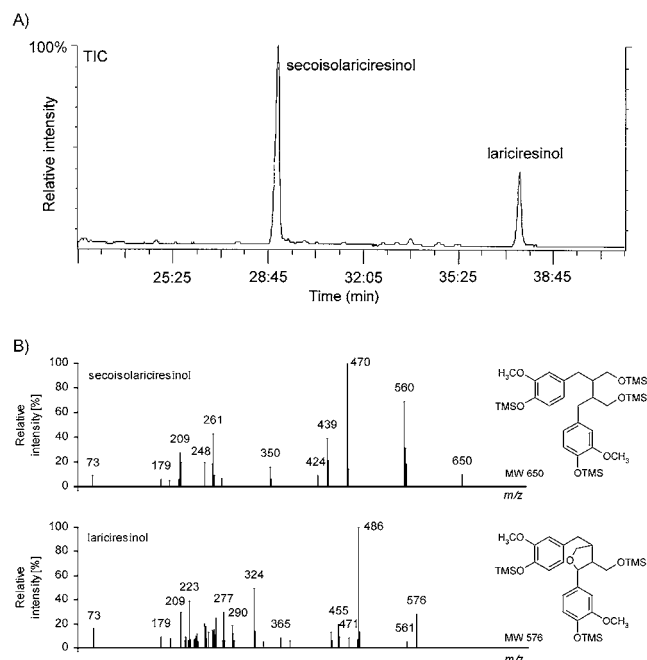 A)
100%
TIC
secoisolariciresinol
lariciresinol
Relative intensity
25:25 28:45 32:05 35:25 38:45
Time (min)
B)
100
80
60
40
20
0
Relative
intensity [%]
secoisolariciresinol
73
179
209
248
261
350
424
439
470
560
650
MW 650
m/z
H₃CO
TMSO
OTMS
OTMS
OCH₃
OTMS
100
80
60
40
20
0
Relative
intensity [%]
lariciresinol
73
179
209
223
277
290
324
365
455
471
486
561
576
MW 576
m/z
H₃CO
TMSO
O
OTMS
OCH₃
OTMS